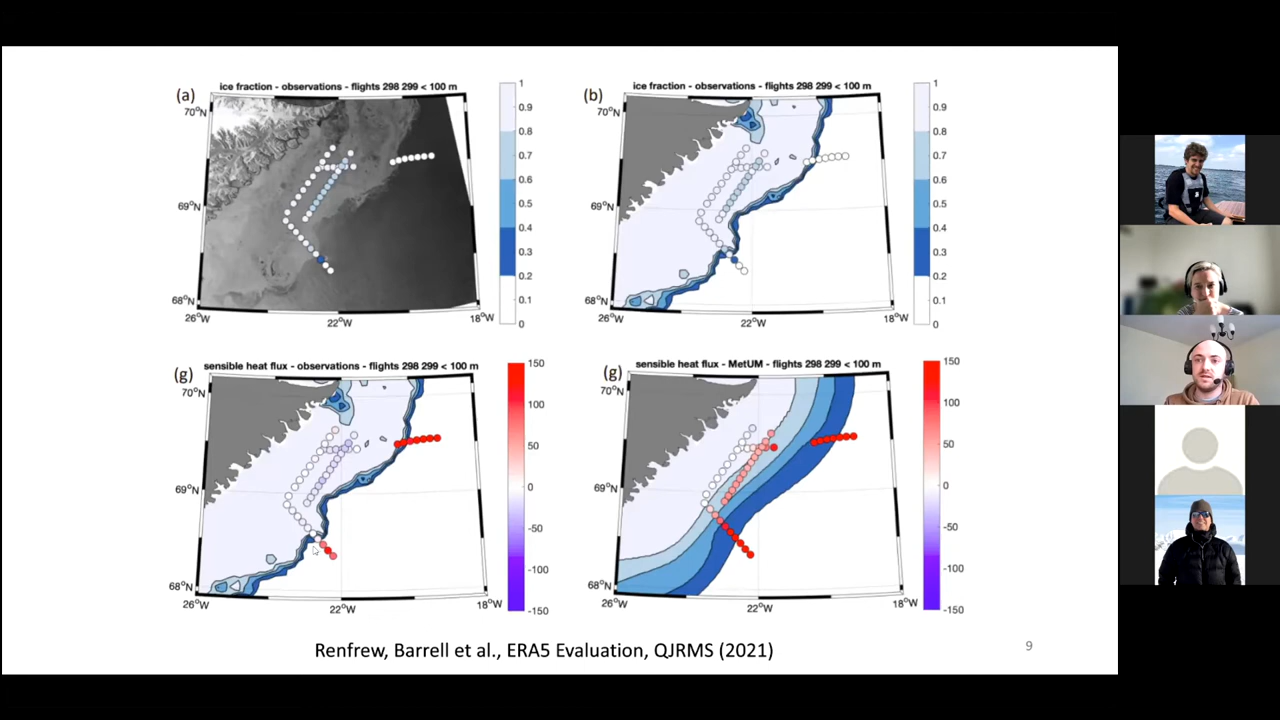 (a)
ice fraction - observations - flights 298 299 < 100 m
70°N
69°N
68°N
26°W
22°W
18°W
1
0.9
0.8
0.7
0.6
0.5
0.4
0.3
0.2
0.1
0
(b)
ice fraction - observations - flights 298 299 < 100 m
70°N
69°N
68°N
26°W
22°W
18°W
1
0.9
0.8
0.7
0.6
0.5
0.4
0.3
0.2
0.1
0
(g)
sensible heat flux - observations - flights 298 299 < 100 m
70°N
69°N
68°N
26°W
22°W
18°W
150
100
50
0
-50
-100
-150
(g)
sensible heat flux - MetUM - flights 298 299 < 100 m
70°N
69°N
68°N
26°W
22°W
18°W
150
100
50
0
-50
-100
-150
Renfrew, Barrell et al., ERA5 Evaluation, QJRMS (2021)
9